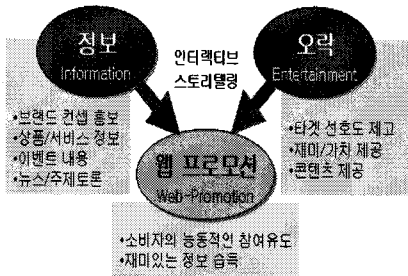 정보
Information
인터랙티브
스토리텔링
오락
Entertainment
•브랜드 컨셉 홍보
•상품/서비스 정보
•이벤트 내용
•뉴스/주제토론
•타겟 선호도 제고
•재미/가치 제공
•콘텐츠 제공
웹 프로모션
Web-Promotion
•소비자의 능동적인 참여유도
•재미있는 정보 습득